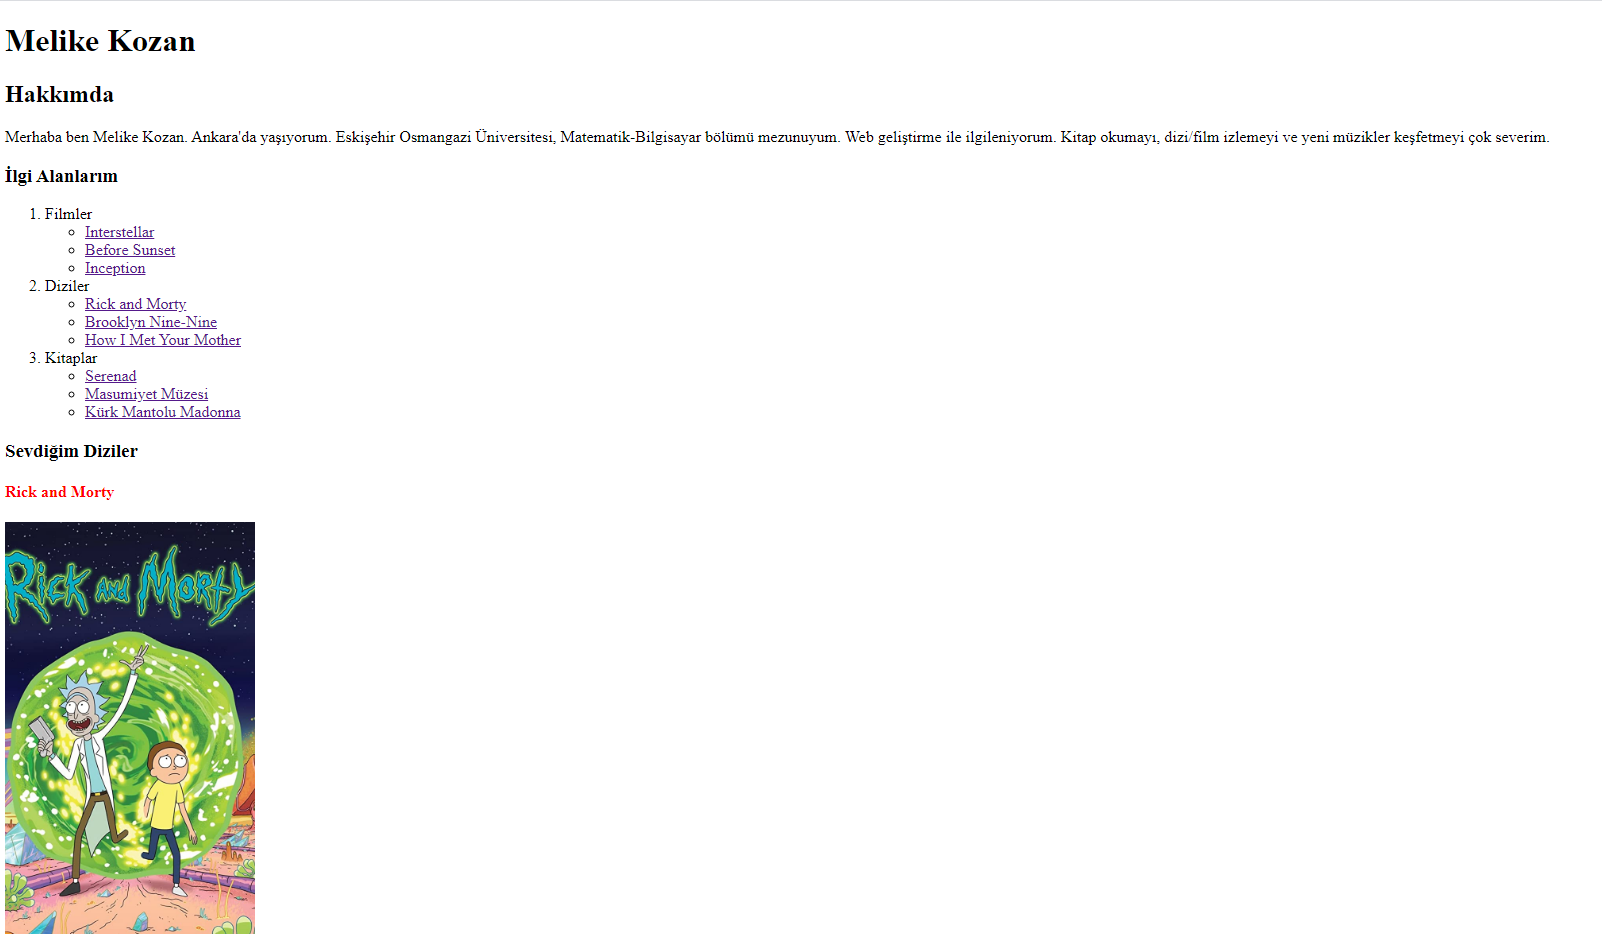 Melike Kozan
Hakkımda
Merhaba ben Melike Kozan. Ankara'da yaşıyorum. Eskişehir Osmangazi Üniversitesi, Matematik-Bilgisayar bölümü mezunuyum. Web geliştirme ile ilgileniyorum. Kitap okumayı, dizi/film izlemeyi ve yeni müzikler keşfetmeyi çok severim.
İlgi Alanlarım
1. Filmler
Interstellar
Before Sunset
Inception
2. Diziler
Rick and Morty
Brooklyn Nine-Nine
How I Met Your Mother
3. Kitaplar
Serenad
Masumiyet Müzesi
Kürk Mantolu Madonna
Sevdiğim Diziler
Rick and Morty
Rick and Morty